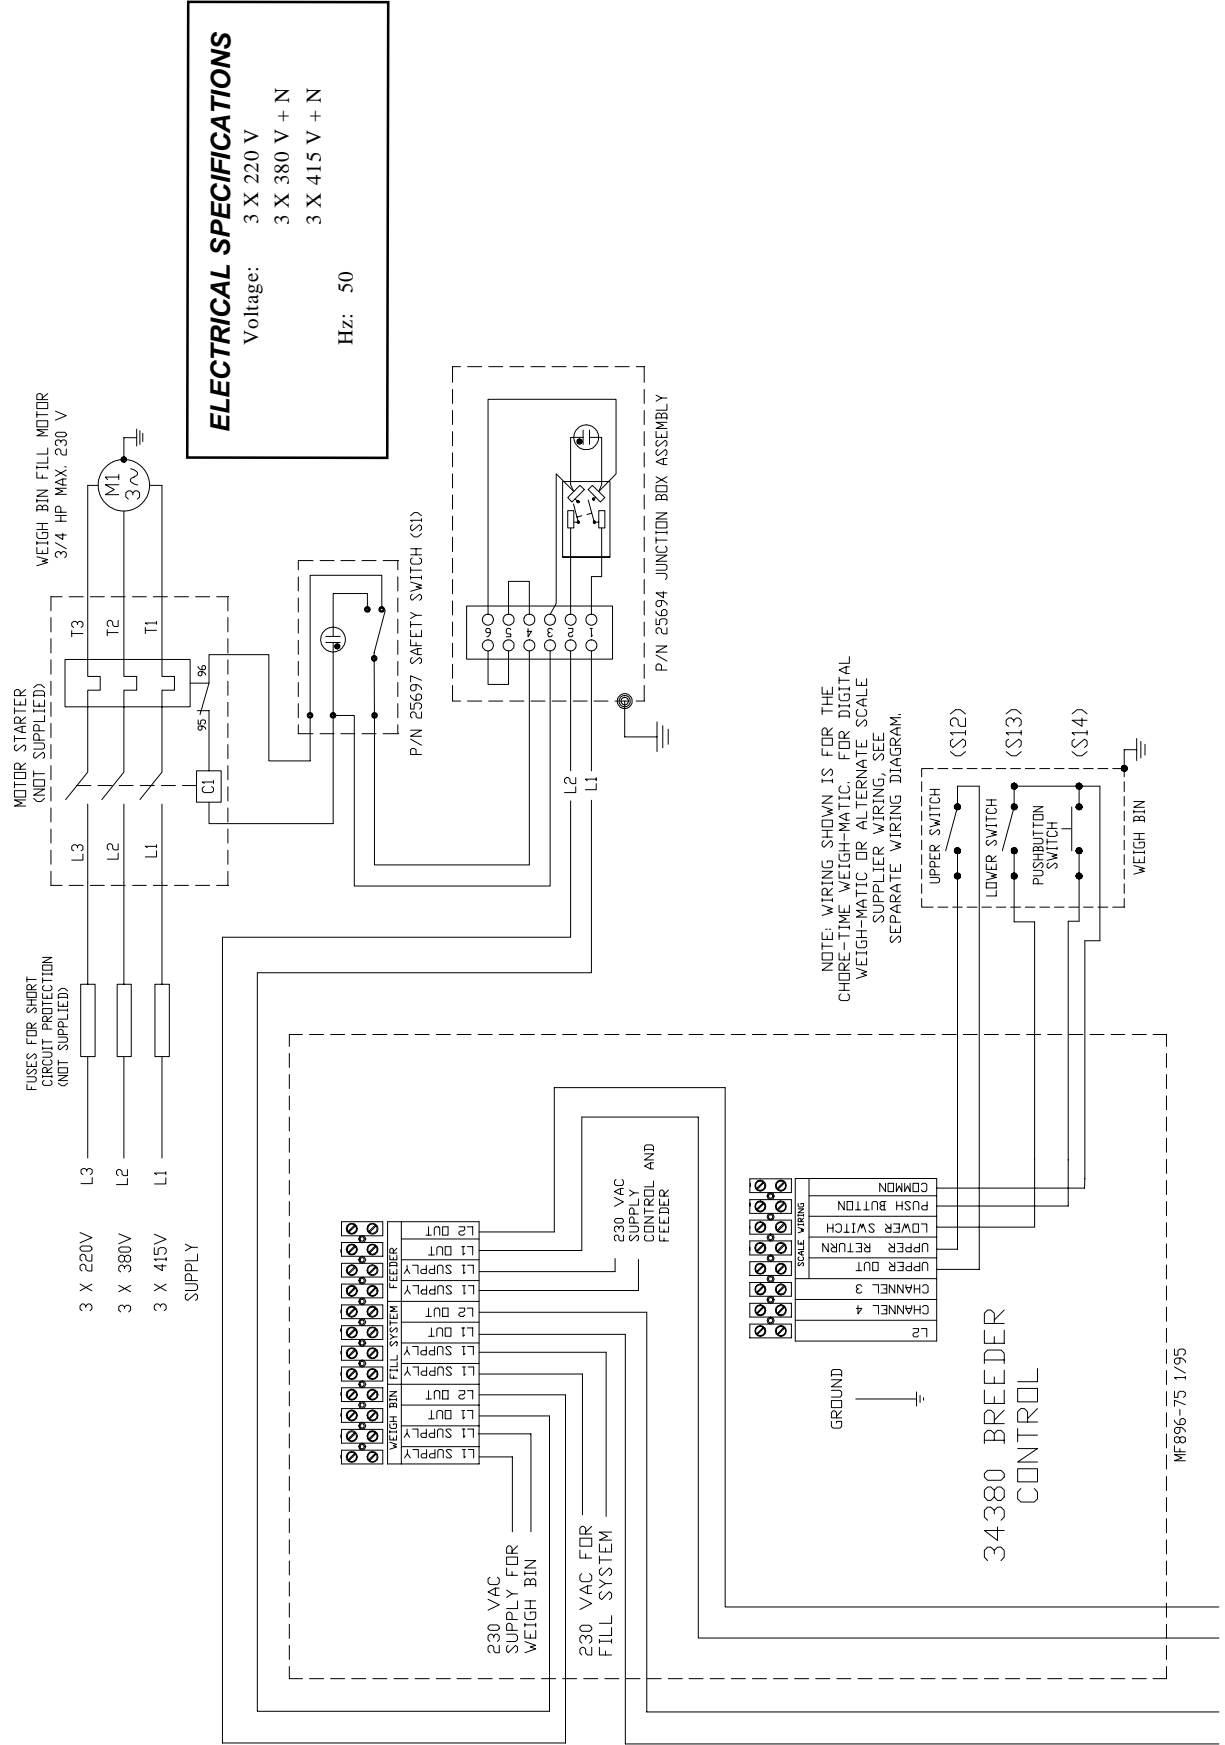 ELECTRICAL SPECIFICATIONS
Voltage: 3 X 220 V
3 X 380 V + N
3 X 415 V + N
Hz: 50
FUSES FOR SHORT
CIRCUIT PROTECTION
(NOT SUPPLIED)
MOTOR STARTER
(NOT SUPPLIED)
WEIGH BIN FILL MOTOR
3/4 HP MAX. 230 V
3 X 220V L3
3 X 380V L2
3 X 415V L1
SUPPLY
L3
L2
L1
T3
T2
T1
M1
3~
C1
95
96
P/N 25697 SAFETY SWITCH (S1)
6
5
4
3
2
1
L2
L1
P/N 25694 JUNCTION BOX ASSEMBLY
WEIGH BIN FILL SYSTEM FEEDER
L1 SUPPLY
L1 SUPPLY
L1 OUT
L2 OUT
L1 SUPPLY
L1 SUPPLY
L1 OUT
L2 OUT
L1 SUPPLY
L1 SUPPLY
L1 OUT
L2 OUT
230 VAC
SUPPLY FOR
WEIGH BIN
230 VAC FOR
FILL SYSTEM
230 VAC
SUPPLY
CONTROL AND
FEEDER
SCALE WIRING
L2
CHANNEL 4
CHANNEL 3
UPPER OUT
UPPER RETURN
LOWER SWITCH
PUSH BUTTON
COMMON
GROUND
34380 BREEDER
CONTROL
NOTE: WIRING SHOWN IS FOR THE
CHORE-TIME WEIGH-MATIC. FOR DIGITAL
WEIGH-MATIC OR ALTERNATE SCALE
SUPPLIER WIRING, SEE
SEPARATE WIRING DIAGRAM.
UPPER SWITCH
(S12)
LOWER SWITCH
(S13)
PUSHBUTTON
SWITCH
(S14)
WEIGH BIN
MF896-75 1/95